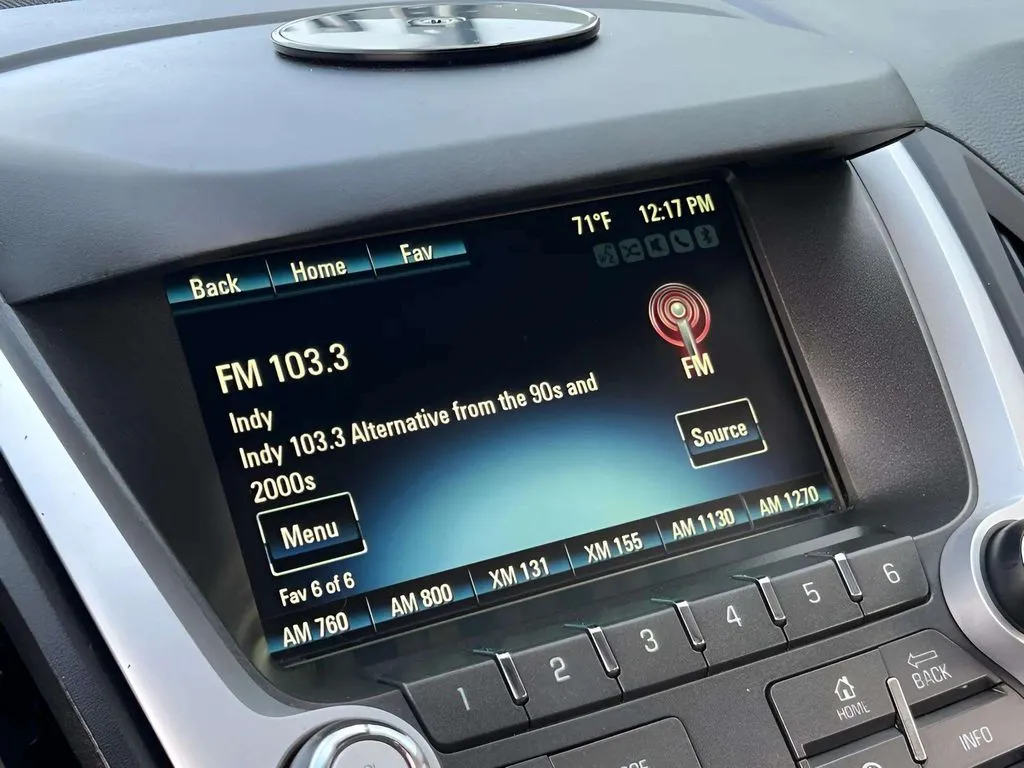 71°F 12:17 PM
Back Home Fav
FM 103.3
FM
Indy
Indy 103.3 Alternative from the 90s and
2000s
Source
Menu
Fav 6 of 6
AM 760 AM 800 XM 131 XM 155 AM 1130 AM 1270
1 2 3 4 5 6
HOME
BACK
INFO